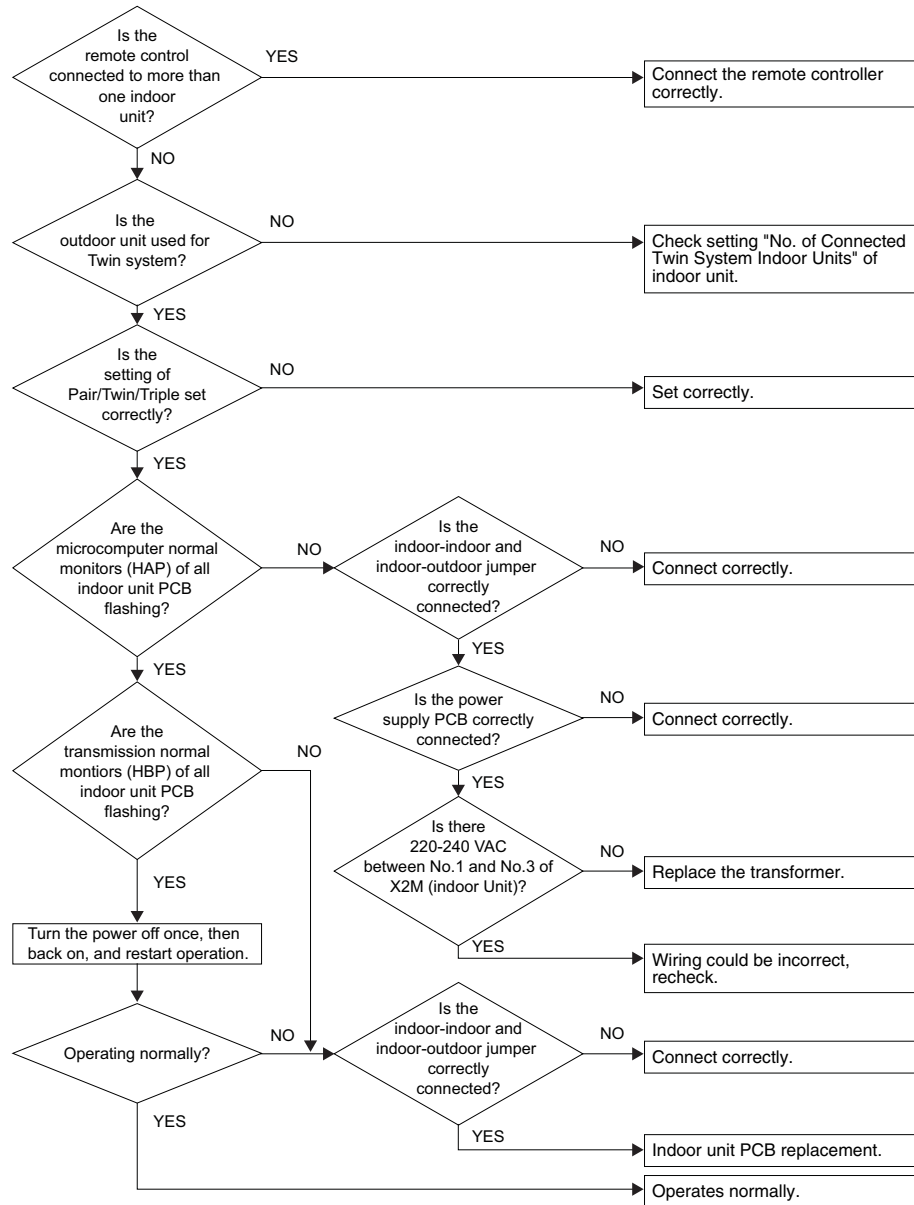 Is the
remote control
connected to more than
one indoor
unit?
YES
Connect the remote controller
correctly.
NO
Is the
outdoor unit used for
Twin system?
NO
Check setting "No. of Connected
Twin System Indoor Units" of
indoor unit.
YES
Is the
setting of
Pair/Twin/Triple set
correctly?
NO
Set correctly.
YES
Are the
microcomputer normal
monitors (HAP) of all
indoor unit PCB
flashing?
NO
Is the
indoor-indoor and
indoor-outdoor jumper
correctly
connected?
NO
Connect correctly.
YES
YES
Is the power
supply PCB correctly
connected?
NO
Connect correctly.
Are the
transmission normal
montiors (HBP) of all
indoor unit PCB
flashing?
NO
YES
Is there
220-240 VAC
between No.1 and No.3 of
X2M (indoor Unit)?
NO
Replace the transformer.
YES
YES
Wiring could be incorrect,
recheck.
Turn the power off once, then
back on, and restart operation.
Operating normally?
NO
Is the
indoor-indoor and
indoor-outdoor jumper
correctly
connected?
NO
Connect correctly.
YES
YES
Indoor unit PCB replacement.
Operates normally.